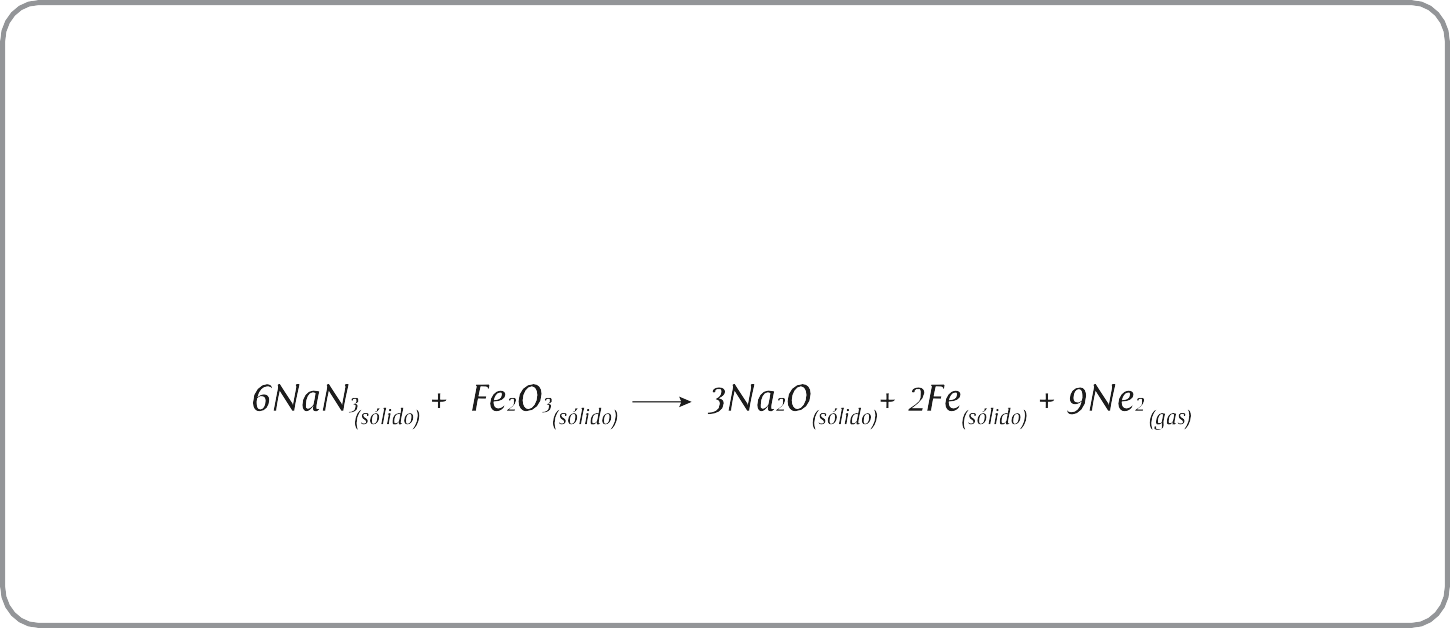 6NaN₃(sólido) + Fe₂O₃(sólido) ⟶ 3Na₂O(sólido) + 2Fe(sólido) + 9Ne₂ (gas)